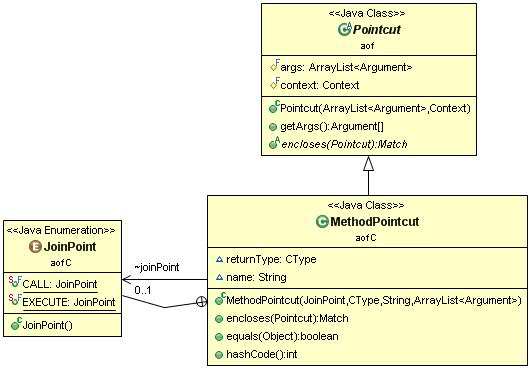 <<Java Class>>
Pointcut
aof
args: ArrayList<Argument>
context: Context
Pointcut(ArrayList<Argument>,Context)
getArgs():Argument[]
encloses(Pointcut):Match
<<Java Class>>
MethodPointcut
aofC
returnType: CType
name: String
MethodPointcut(JoinPoint,CType,String,ArrayList<Argument>)
encloses(Pointcut):Match
equals(Object):boolean
hashCode():int
<<Java Enumeration>>
JoinPoint
aofC
CALL: JoinPoint
EXECUTE: JoinPoint
JoinPoint()
~joinPoint
0..1